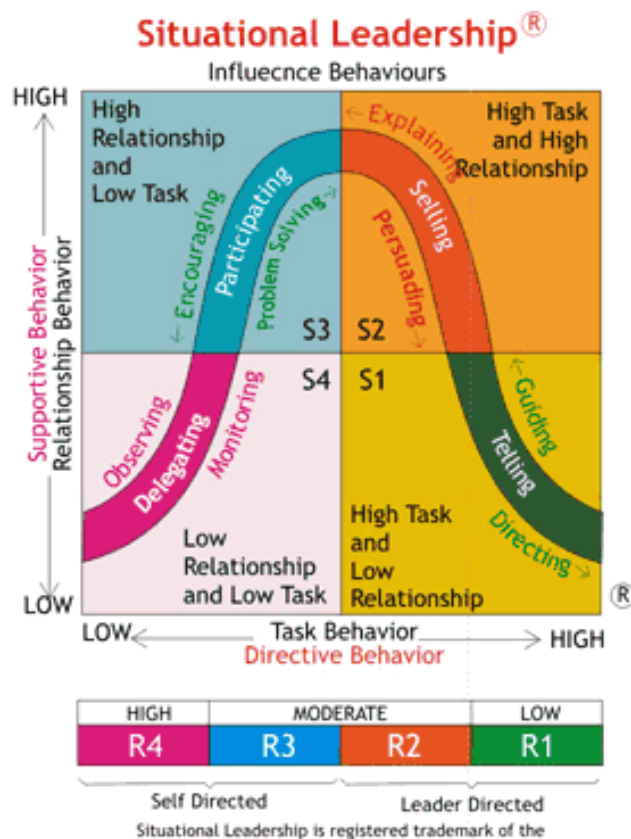 Situational Leadership®
Influecnce Behaviours
HIGH
High
Relationship
and
Low Task
High Task
and High
Relationship
Explaining
Selling
Persuading
Encouraging
Participating
Problem Solving
S3
S2
S4
S1
Supportive Behavior
Relationship Behavior
Observing
Delegating
Monitoring
Guiding
Telling
Directing
Low
Relationship
and Low Task
High Task
and
Low
Relationship
LOW
®
LOW
Task Behavior
HIGH
Directive Behavior
HIGH
MODERATE
LOW
R4
R3
R2
R1
Self Directed
Leader Directed
Situational Leadership is registered trademark of the